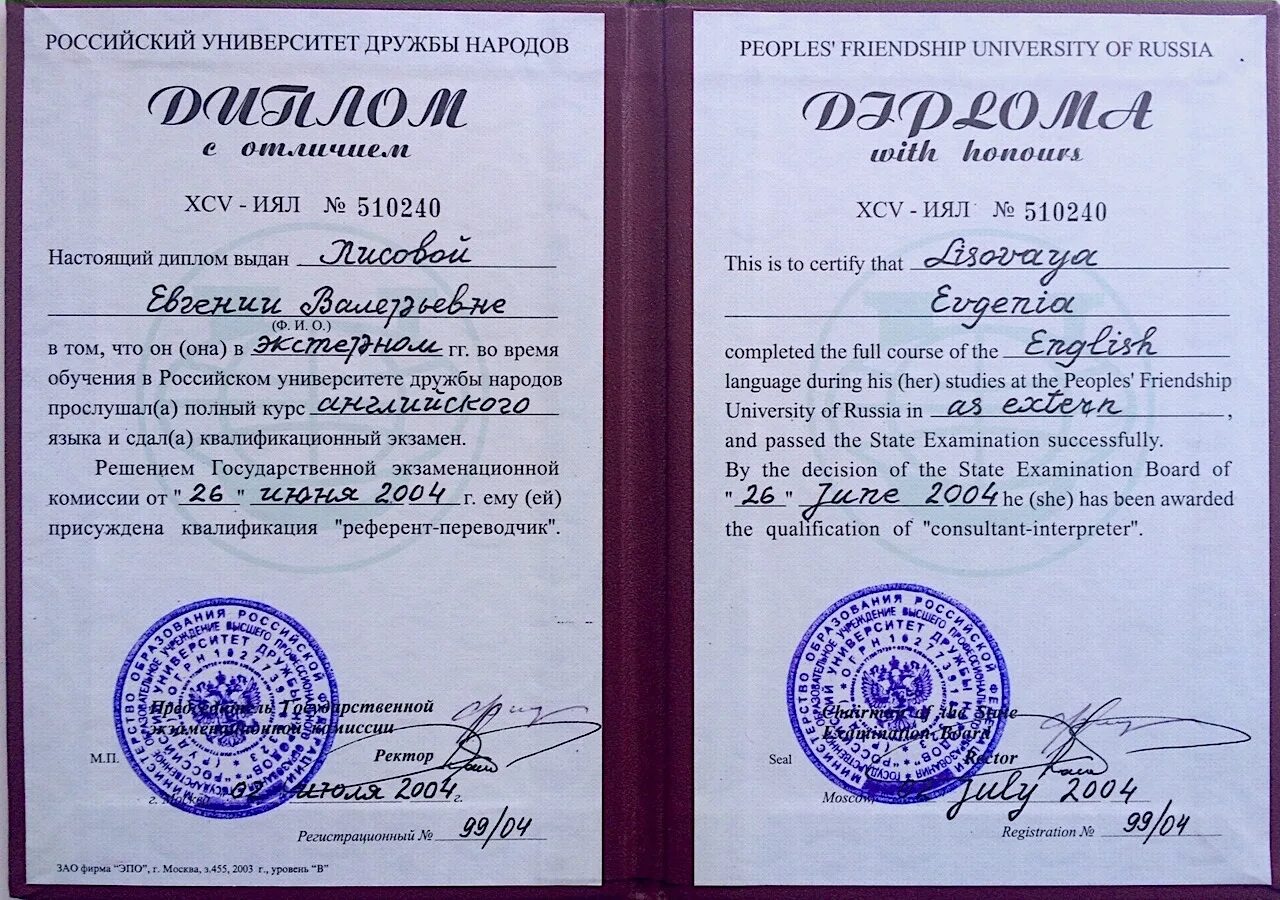 РОССИЙСКИЙ УНИВЕРСИТЕТ ДРУЖБЫ НАРОДОВ
ДИПЛОМ
с отличием
XCV - ИЯЛ № 510240
Настоящий диплом выдан Лисовой
Евгении Валерьевне
(Ф. И. О.)
в том, что он (она) в экстерном гг. во время
обучения в Российском университете дружбы народов
прослушал(а) полный курс английского
языка и сдал(а) квалификационный экзамен.
Решением Государственной экзаменационной
комиссии от "26" июня 2004 г. ему (ей)
присуждена квалификация "референт-переводчик".
Председатель Государственной
экзаменационной комиссии
М.П.
Ректор
г. Москва 02 июля 2004 г.
Регистрационный № 99/04
ЗАО фирма "ЭПО", г. Москва, з.455, 2003 г., уровень "В"
PEOPLES' FRIENDSHIP UNIVERSITY OF RUSSIA
DIPLOMA
with honours
XCV - ИЯЛ № 510240
This is to certify that Lisovaya
Evgenia
completed the full course of the English
language during his (her) studies at the Peoples' Friendship
University of Russia in as extern ,
and passed the State Examination successfully.
By the decision of the State Examination Board of
"26" June 2004 he (she) has been awarded
the qualification of "consultant-interpreter".
Chairman of the State
Examination Board
Seal
Rector
Moscow, 02 July 2004
Registration № 99/04
МИНИСТЕРСТВО ОБРАЗОВАНИЯ РОССИЙСКОЙ ФЕДЕРАЦИИ